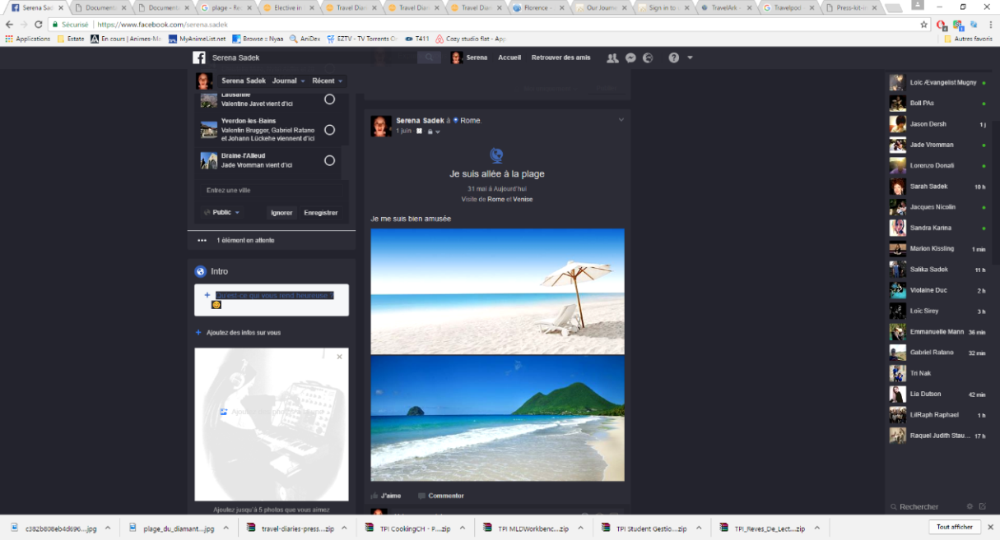 Serena Sad
Documents
Documenta
plage - Re
Elective in
Travel Diar
Travel Diar
Travel Diar
Florence -
Our Journe
Sign in to
TravelArk -
Travelpod
Press-kit-in
Sécurisé https://www.facebook.com/serena.sadek
Applications
Estate
En cours | Animes-Ma
MyAnimeList.net
Browse :: Nyaa
AniDex
EZTV - TV Torrents O
T411
Cozy studio flat - App
Autres favoris
Serena Sadek
Serena
Accueil
Retrouver des amis
Serena Sadek
Journal
Récent
Lausanne
Valentine Javet vient d'ici
Yverdon-les-Bains
Valentin Brugger, Gabriel Ratano
et Johann Lückehe viennent d'ici
Braine-l'Alleud
Jade Vromman vient d'ici
Entrez une ville
Public
Ignorer
Enregistrer
1 élément en attente
Intro
Qu'est-ce qui vous rend heureuse ?
Ajoutez des infos sur vous
Ajoutez jusqu'à 5 photos que vous aimez
Serena Sadek à Rome.
1 juin
Je suis allée à la plage
31 mai à Aujourd'hui
Visite de Rome et Venise
Je me suis bien amusée
J'aime
Commenter
Loic Ævangelist Mugny
Boll PAs
Jason Dersh 1 j
Jade Vromman
Lorenzo Donati
Sarah Sadek 10 h
Jacques Nicolin
Sandra Karina
Marion Kissling 1 min
Salika Sadek 11 h
Violaine Duc 2 h
Loïc Sirey 3 h
Emmanuelle Mann 36 min
Gabriel Ratano 32 min
Tri Nak
Lia Dutson 42 min
LilRaph Raphael 1 h
Raquel Judith Stau... 17 h
Rechercher
c382b808eb4d696....jpg
plage_du_diamant....jpg
travel-diaries-press....zip
TPI CookingCH - P....zip
TPI MLDWorkbenc....zip
TPI Student Gestio....zip
TPI_Reves_De_Lect....zip
Tout afficher